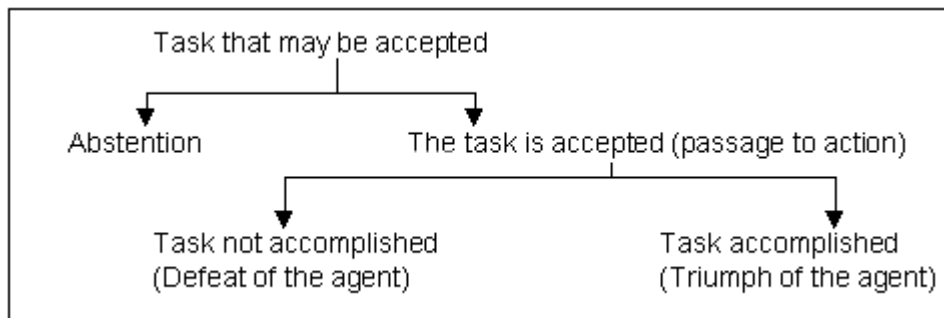 Task that may be accepted
Abstention
The task is accepted (passage to action)
Task not accomplished
(Defeat of the agent)
Task accomplished
(Triumph of the agent)